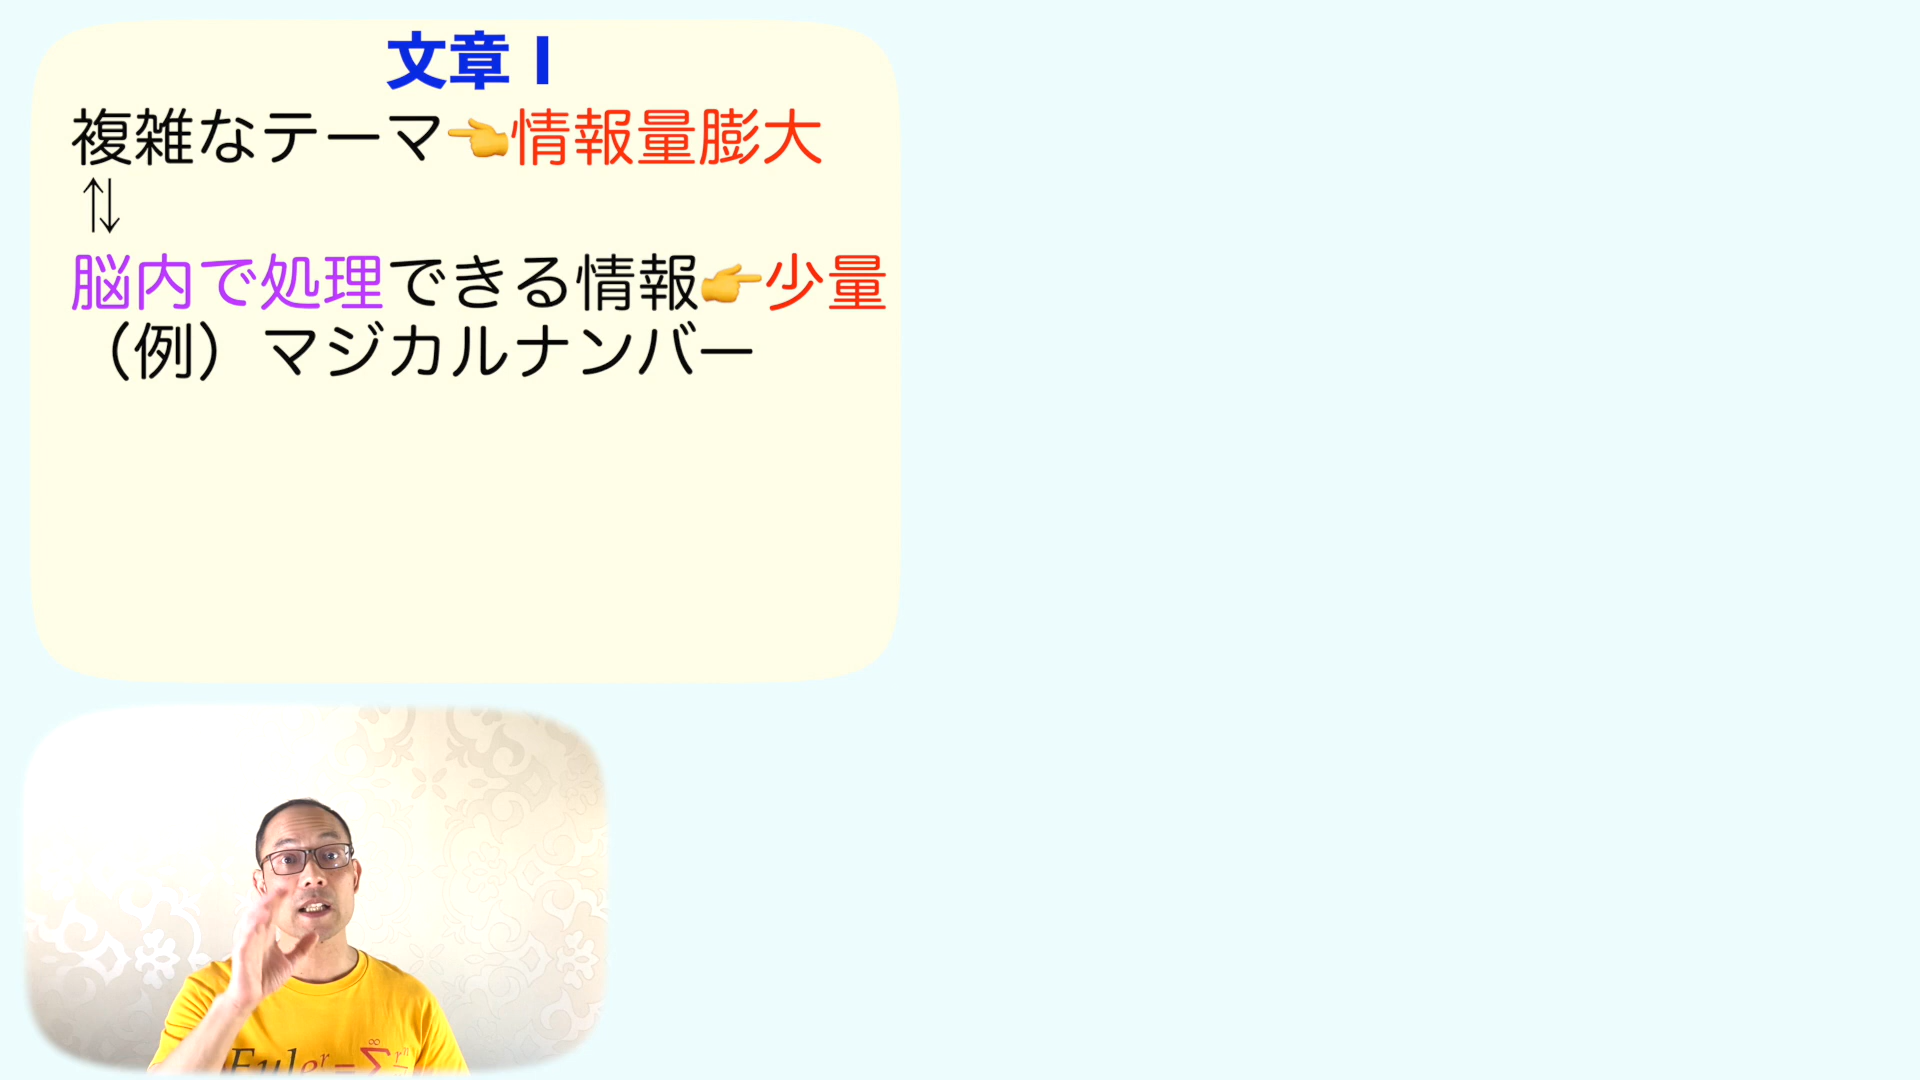 文章Ⅰ
複雑なテーマ👈情報量膨大
⇅
脳内で処理できる情報👉少量
（例）マジカルナンバー
Euler = ∞ Σ r^n